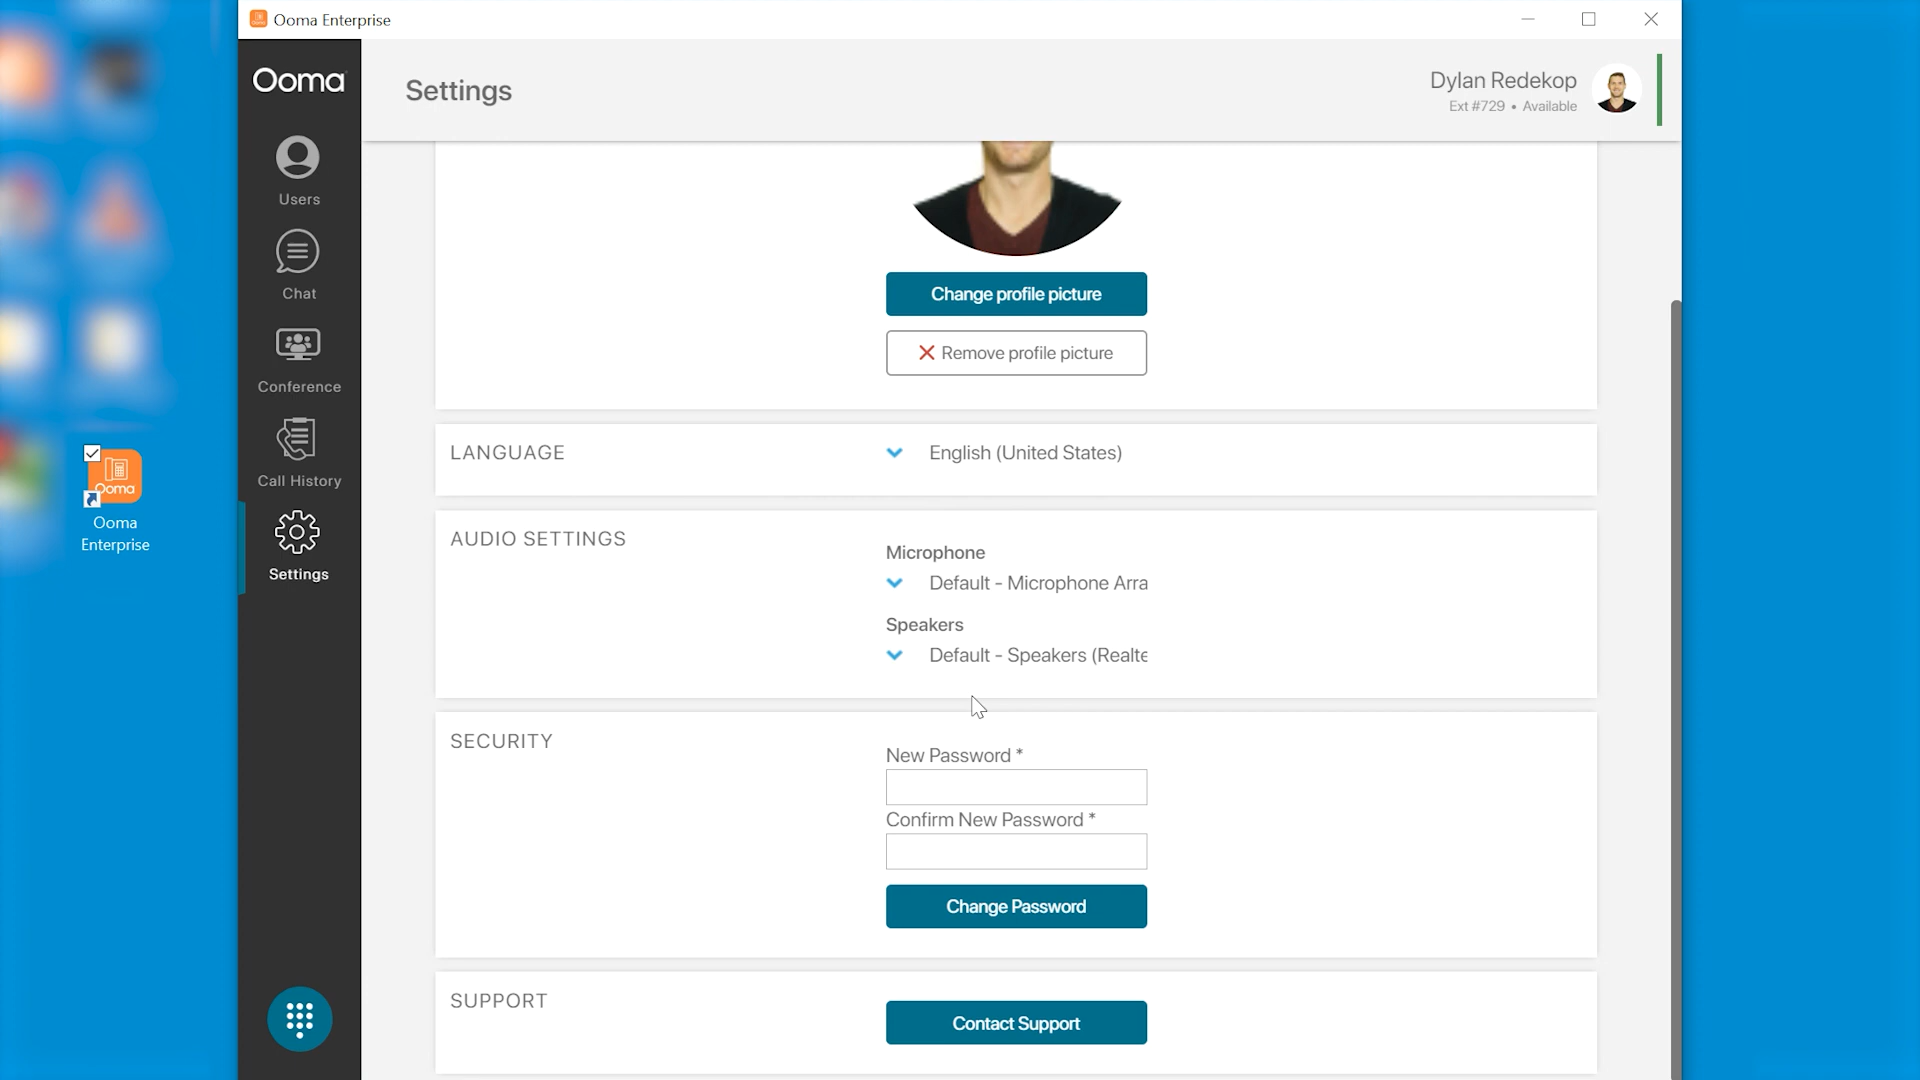 Ooma Enterprise
Ooma
Settings
Dylan Redekop
Ext #729 • Available
Users
Chat
Conference
Call History
Settings
Ooma
Ooma
Enterprise
Change profile picture
Remove profile picture
LANGUAGE
English (United States)
AUDIO SETTINGS
Microphone
Default - Microphone Arra
Speakers
Default - Speakers (Realte
SECURITY
New Password *
Confirm New Password *
Change Password
SUPPORT
Contact Support